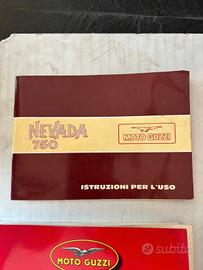 NEVADA
750
MOTO GUZZI
ISTRUZIONI PER L'USO
MOTO GUZZI
subito